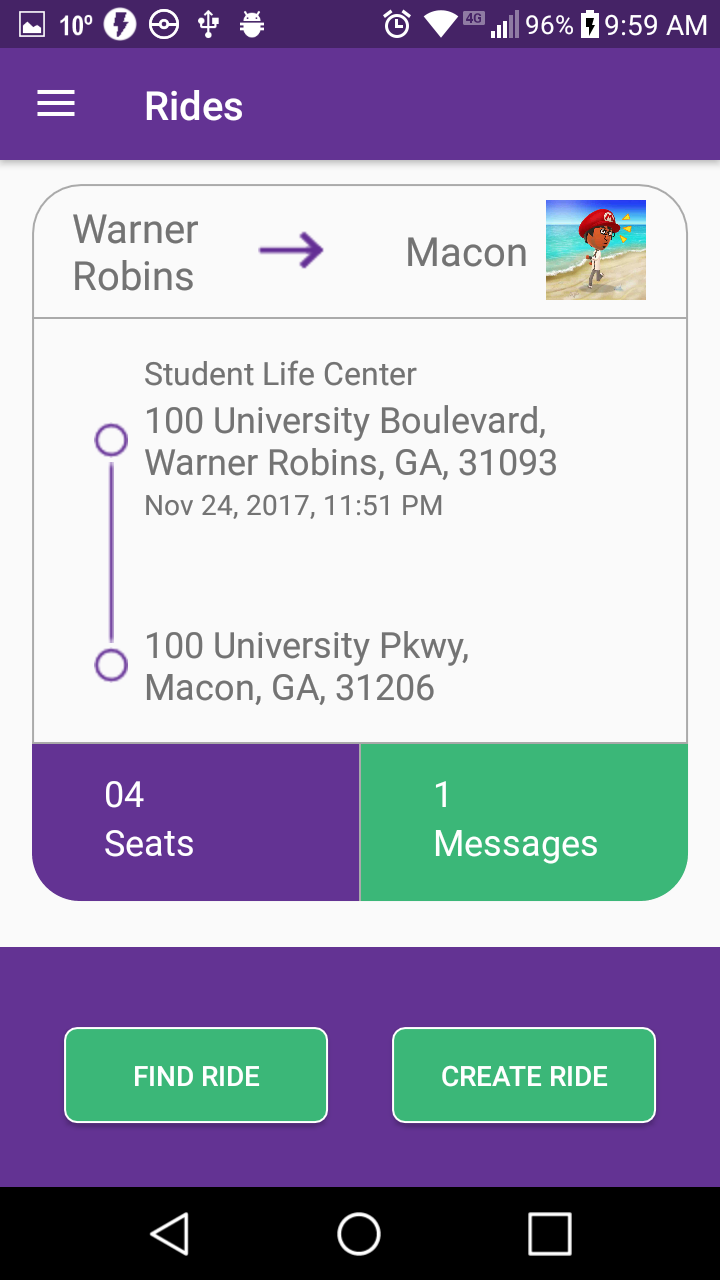 10º 4G 96% 9:59 AM
Rides
Warner
Robins
Macon
Student Life Center
100 University Boulevard,
Warner Robins, GA, 31093
Nov 24, 2017, 11:51 PM
100 University Pkwy,
Macon, GA, 31206
04
Seats
1
Messages
FIND RIDE
CREATE RIDE